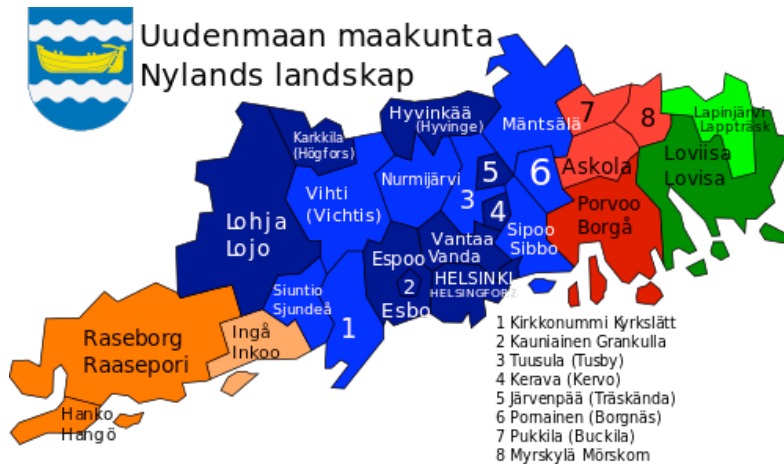 Uudenmaan maakunta
Nylands landskap
Hyvinkää
(Hyvinge)
Karkkila
(Högfors)
Mäntsälä
7
8
Lapinjärvi
Lappträsk
Loviisa
Lovisa
Askola
Nurmijärvi
5
6
3
4
Vihti
(Vichtis)
Porvoo
Borgå
Lohja
Lojo
Sipoo
Sibbo
Vantaa
Vanda
Espoo
2
Esbo
HELSINKI
HELSINGFORS
Siuntio
Sjundeå
1
Ingå
Inkoo
Raseborg
Raasepori
Hanko
Hangö
1 Kirkkonummi Kyrkslätt
2 Kauniainen Grankulla
3 Tuusula (Tusby)
4 Kerava (Kervo)
5 Järvenpää (Träskända)
6 Pornainen (Borgnäs)
7 Pukkila (Buckila)
8 Myrskylä Mörskom